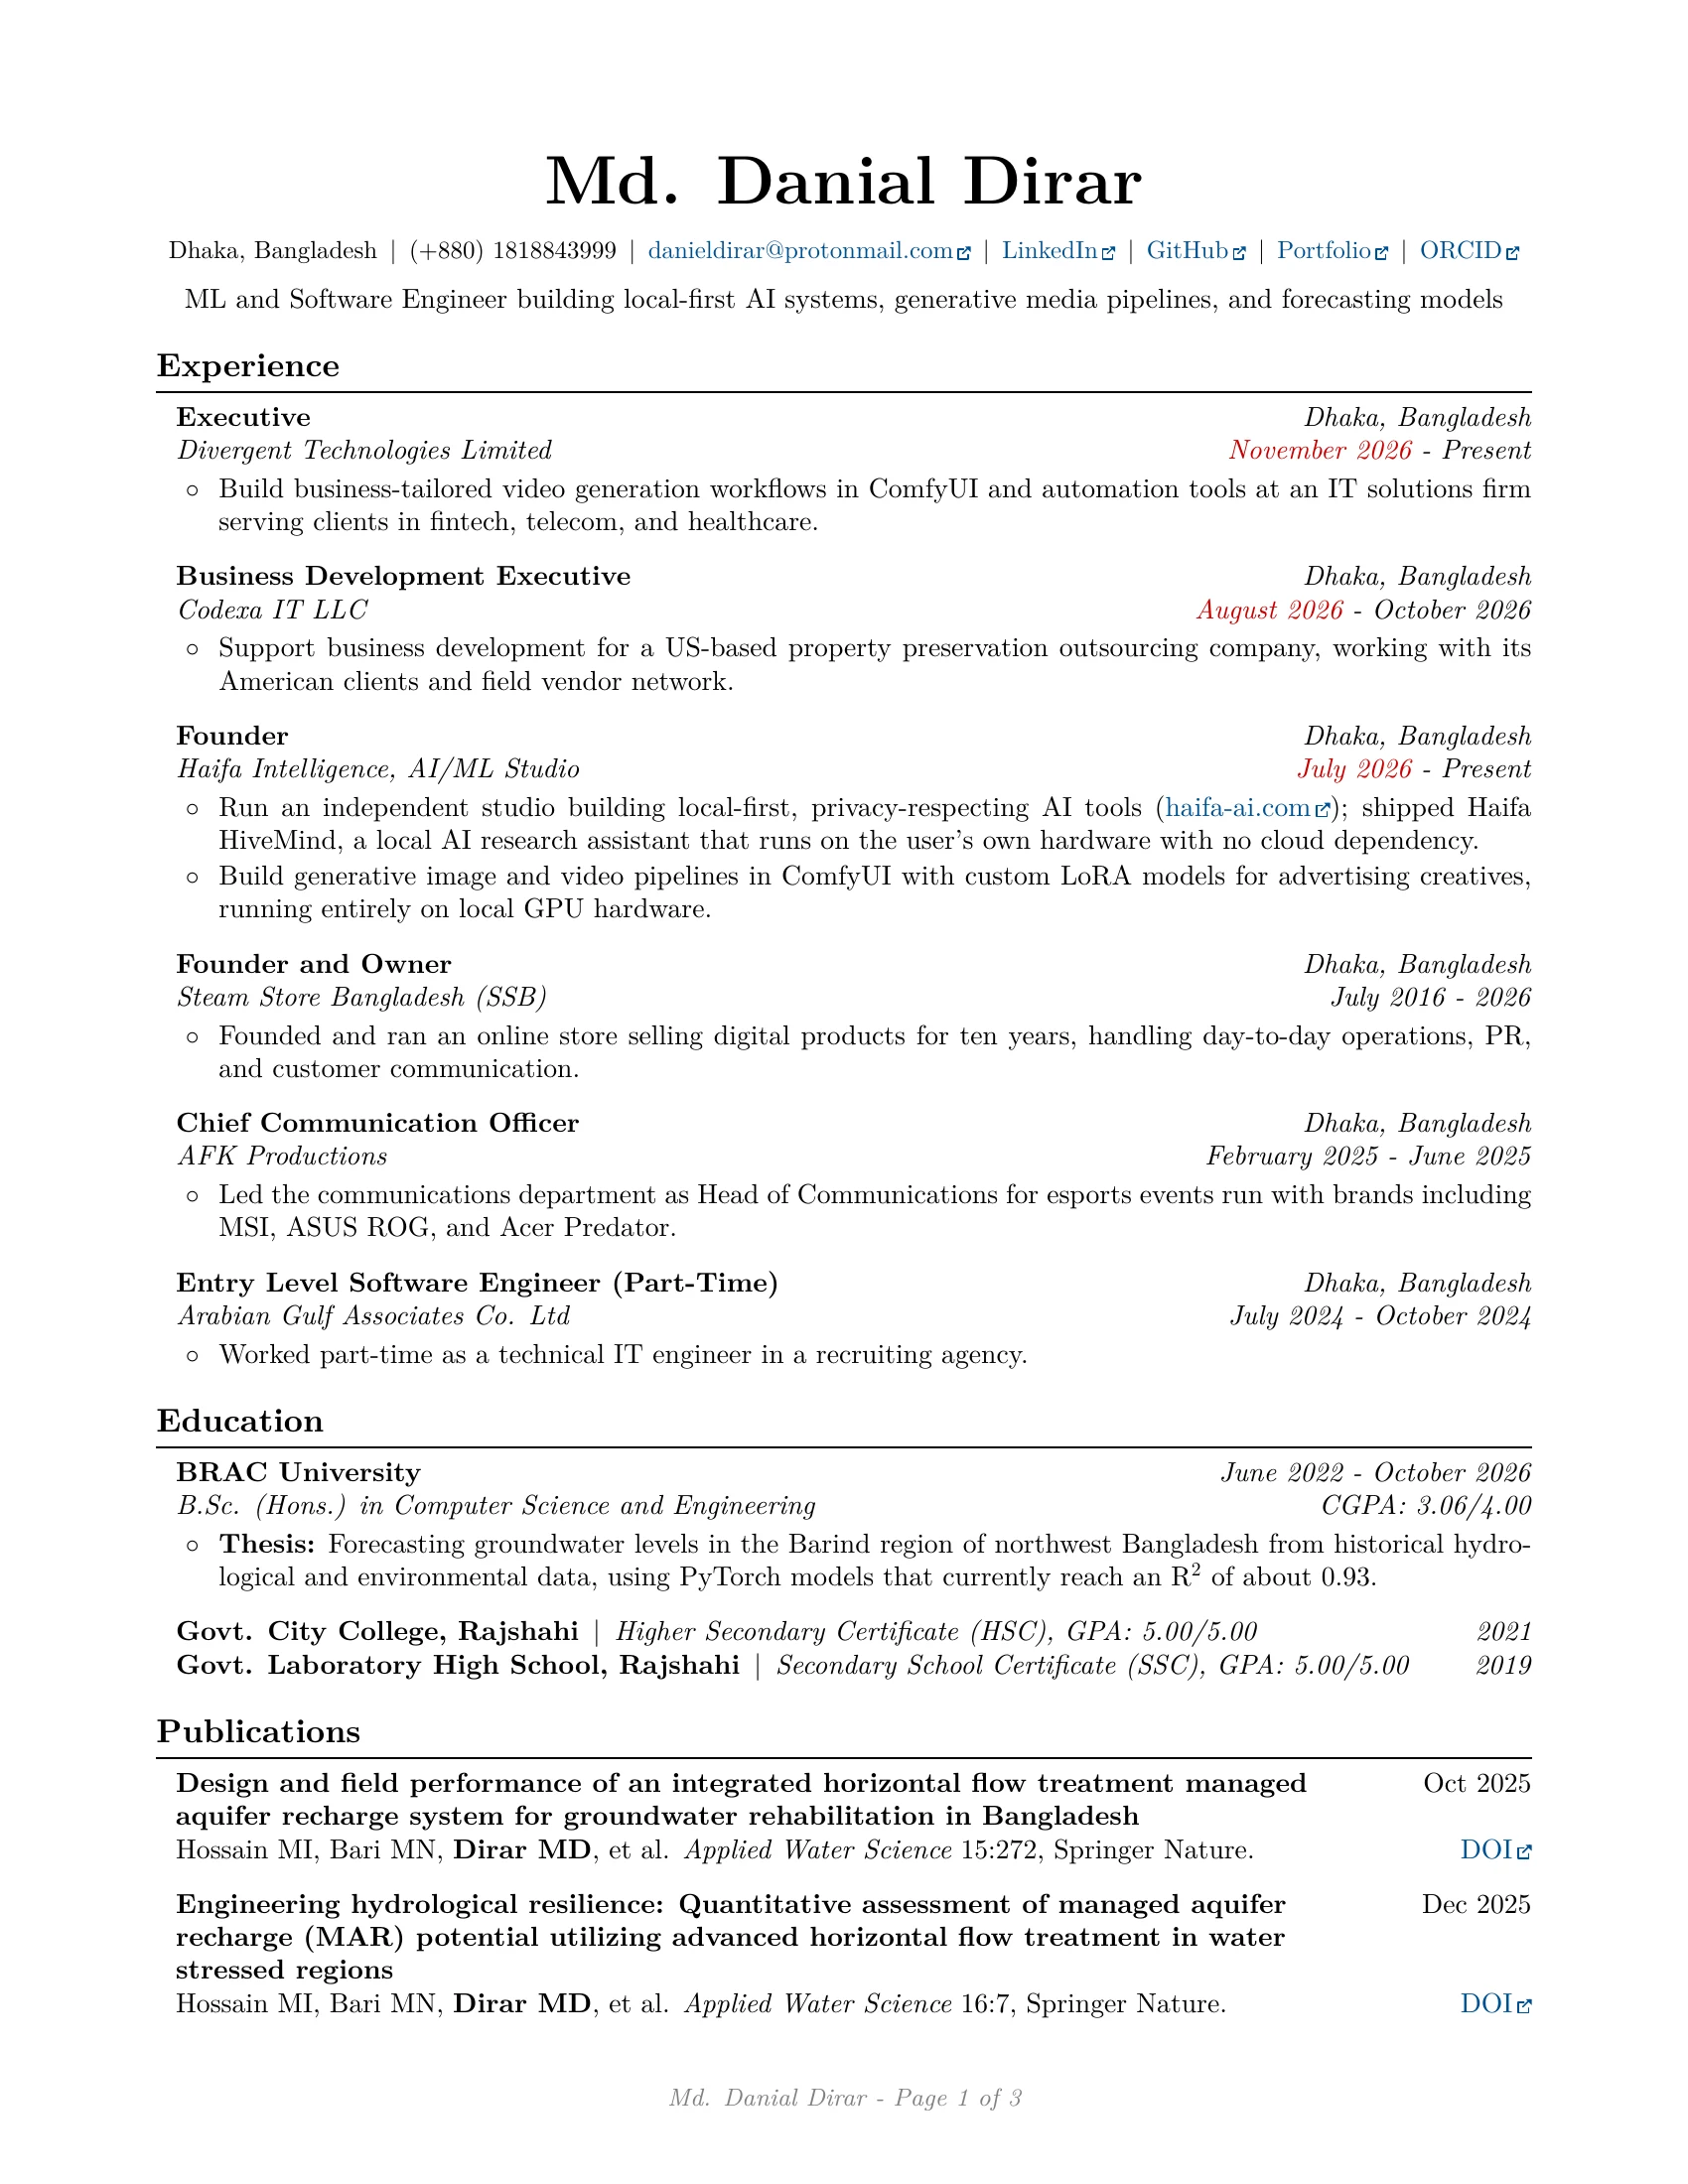 Md. Danial Dirar
Dhaka, Bangladesh | (+880) 1818843999 | danieldirar@protonmail.com | LinkedIn | GitHub | Portfolio | ORCID
ML and Software Engineer building local-first AI systems, generative media pipelines, and forecasting models
Experience
Executive Dhaka, Bangladesh
Divergent Technologies Limited November 2026 - Present
◦ Build business-tailored video generation workflows in ComfyUI and automation tools at an IT solutions firm
serving clients in fintech, telecom, and healthcare.
Business Development Executive Dhaka, Bangladesh
Codexa IT LLC August 2026 - October 2026
◦ Support business development for a US-based property preservation outsourcing company, working with its
American clients and field vendor network.
Founder Dhaka, Bangladesh
Haifa Intelligence, AI/ML Studio July 2026 - Present
◦ Run an independent studio building local-first, privacy-respecting AI tools (haifa-ai.com); shipped Haifa
HiveMind, a local AI research assistant that runs on the user's own hardware with no cloud dependency.
◦ Build generative image and video pipelines in ComfyUI with custom LoRA models for advertising creatives,
running entirely on local GPU hardware.
Founder and Owner Dhaka, Bangladesh
Steam Store Bangladesh (SSB) July 2016 - 2026
◦ Founded and ran an online store selling digital products for ten years, handling day-to-day operations, PR,
and customer communication.
Chief Communication Officer Dhaka, Bangladesh
AFK Productions February 2025 - June 2025
◦ Led the communications department as Head of Communications for esports events run with brands including
MSI, ASUS ROG, and Acer Predator.
Entry Level Software Engineer (Part-Time) Dhaka, Bangladesh
Arabian Gulf Associates Co. Ltd July 2024 - October 2024
◦ Worked part-time as a technical IT engineer in a recruiting agency.
Education
BRAC University June 2022 - October 2026
B.Sc. (Hons.) in Computer Science and Engineering CGPA: 3.06/4.00
◦ Thesis: Forecasting groundwater levels in the Barind region of northwest Bangladesh from historical hydro-
logical and environmental data, using PyTorch models that currently reach an R² of about 0.93.
Govt. City College, Rajshahi | Higher Secondary Certificate (HSC), GPA: 5.00/5.00 2021
Govt. Laboratory High School, Rajshahi | Secondary School Certificate (SSC), GPA: 5.00/5.00 2019
Publications
Design and field performance of an integrated horizontal flow treatment managed Oct 2025
aquifer recharge system for groundwater rehabilitation in Bangladesh
Hossain MI, Bari MN, Dirar MD, et al. Applied Water Science 15:272, Springer Nature. DOI
Engineering hydrological resilience: Quantitative assessment of managed aquifer Dec 2025
recharge (MAR) potential utilizing advanced horizontal flow treatment in water
stressed regions
Hossain MI, Bari MN, Dirar MD, et al. Applied Water Science 16:7, Springer Nature. DOI
Md. Danial Dirar - Page 1 of 3